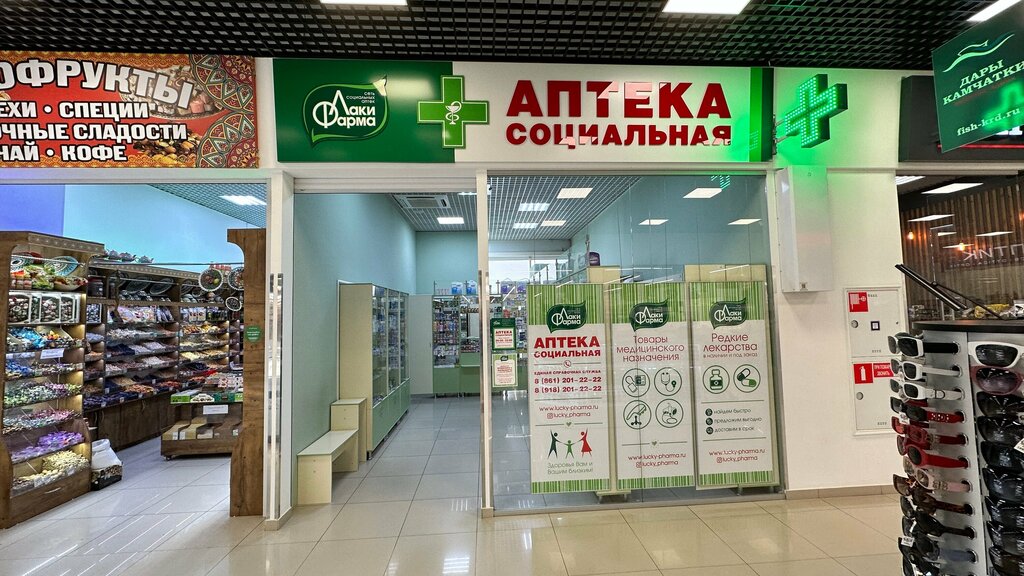 ОФРУКТЫ
ЕХИ • СПЕЦИИ
ОЧНЫЕ СЛАДОСТИ
ЧАЙ • КОФЕ
сеть
социальных
аптек
Лаки
Фарма
АПТЕКА
СОЦИАЛЬНАЯ
ДАРЫ
КАМЧАТКИ
fish-krd.ru
Лаки
Фарма
АПТЕКА
СОЦИАЛЬНАЯ
ЕДИНАЯ СПРАВОЧНАЯ СЛУЖБА
8 (861) 201-22-22
8 (918) 201-22-22
www.lucky-pharma.ru
lucky_pharma
Здоровья Вам и
Вашим близким!
Лаки
Фарма
Товары
медицинского
назначения
www.lucky-pharma.ru
lucky_pharma
Лаки
Фарма
Редкие
лекарства
в наличии и под заказ
найдем быстро
предложим выгодно
доставим в срок
www.lucky-pharma.ru
lucky_pharma
АПТЕКА
СОЦИАЛЬНАЯ